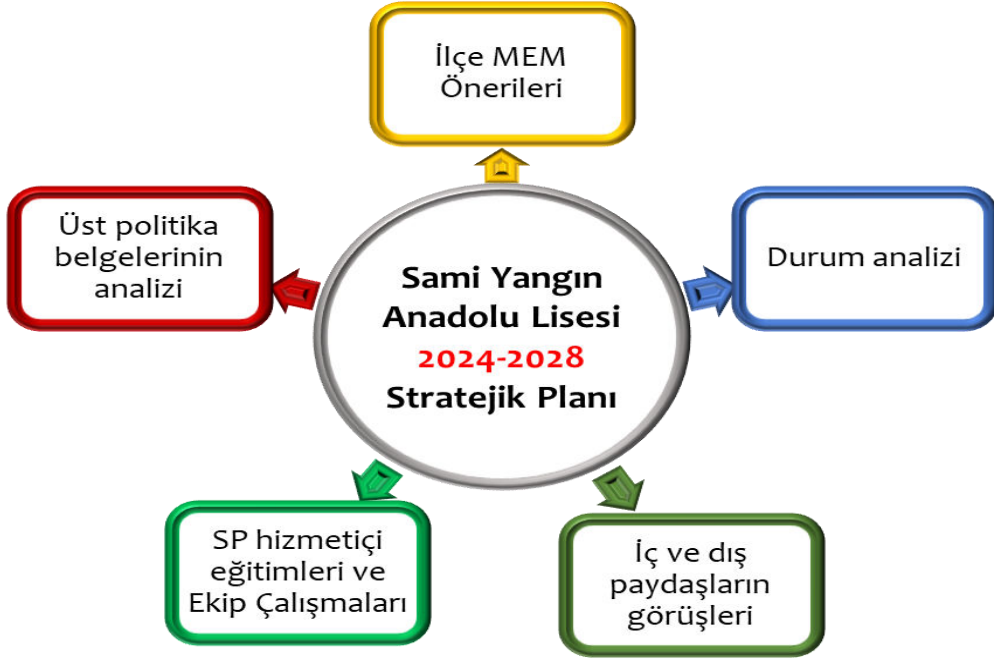 İlçe MEM
Önerileri
Üst politika
belgelerinin
analizi
Durum analizi
Sami Yangın
Anadolu Lisesi
2024-2028
Stratejik Planı
SP hizmetiçi
eğitimleri ve
Ekip Çalışmaları
İç ve dış
paydaşların
görüşleri